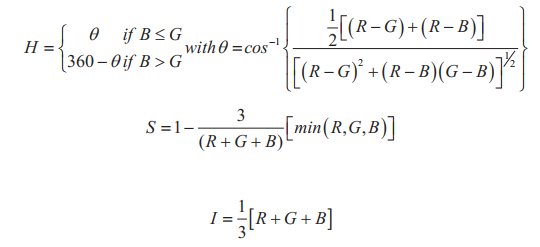 H = { θ if B ≤ G
360 − θ if B > G with θ = cos⁻¹ { ½[(R − G) + (R − B)] / [(R − G)² + (R − B)(G − B)]^½ }
S = 1 − 3/(R + G + B) [min(R,G,B)]
I = 1/3 [R + G + B]